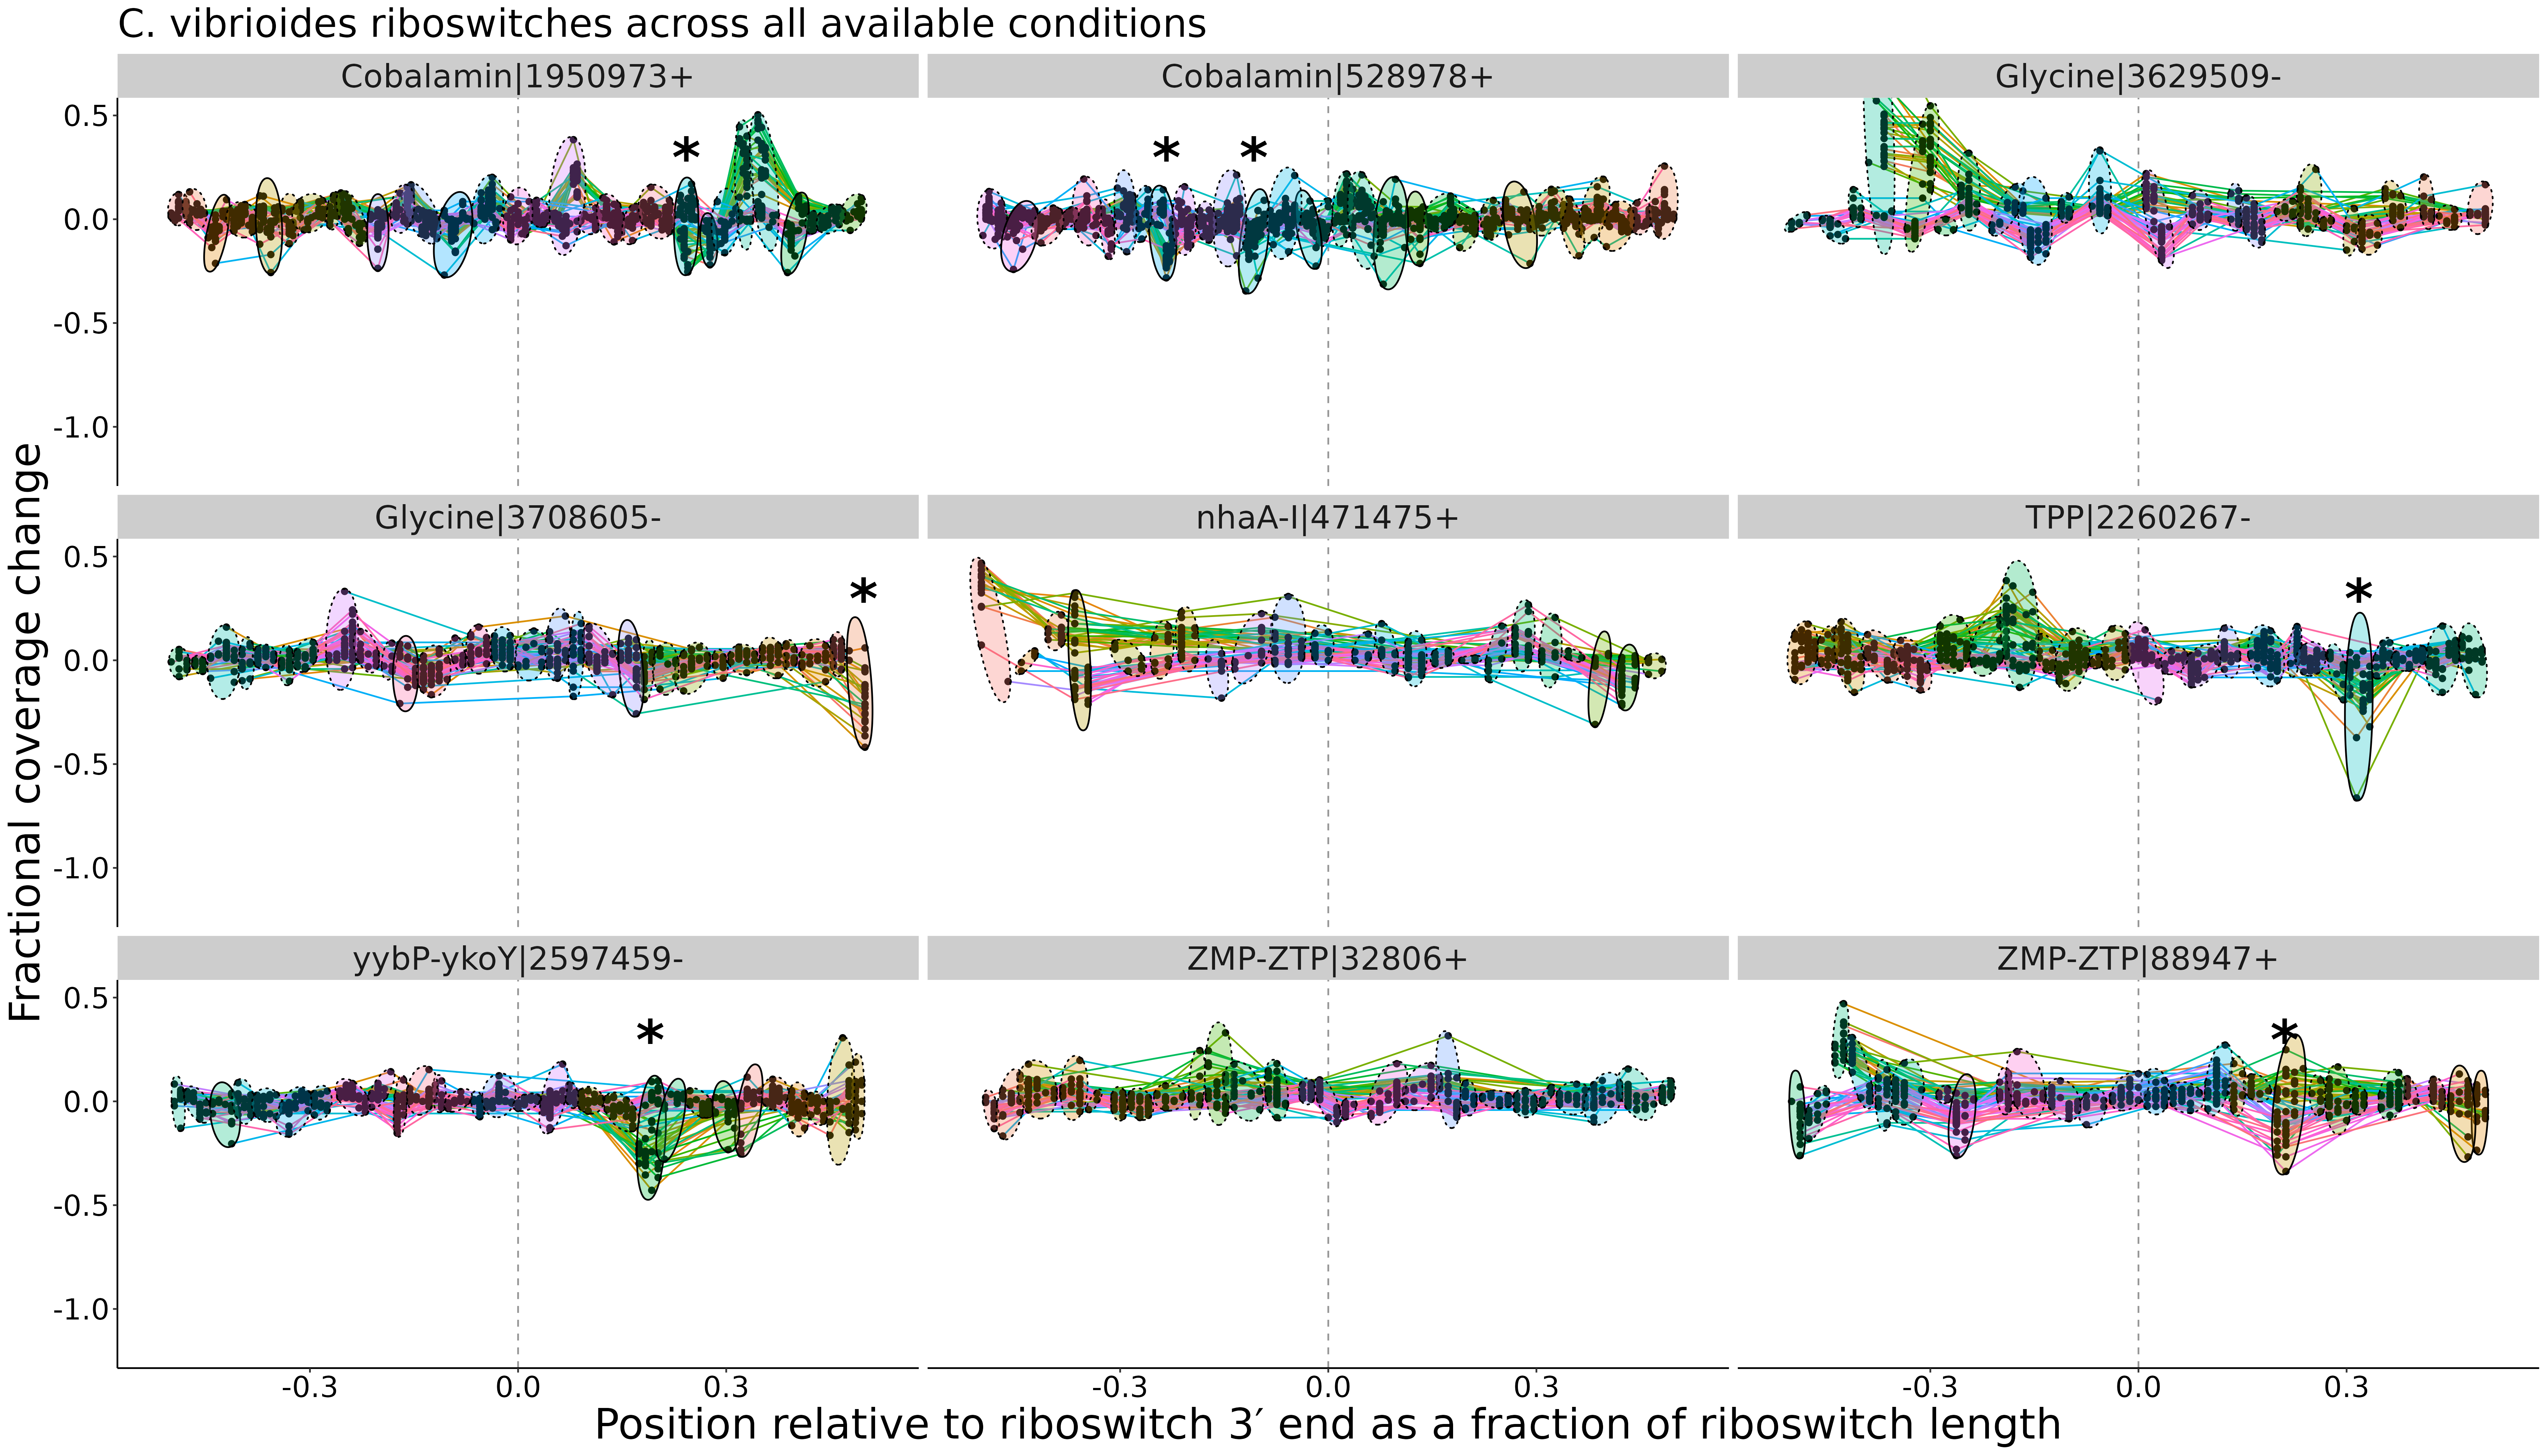 C. vibrioides riboswitches across all available conditions
Cobalamin|1950973+
Cobalamin|528978+
Glycine|3629509-
0.5
0.0
-0.5
-1.0
*
* *
Glycine|3708605-
nhaA-I|471475+
TPP|2260267-
0.5
0.0
-0.5
-1.0
*
*
yybP-ykoY|2597459-
ZMP-ZTP|32806+
ZMP-ZTP|88947+
0.5
0.0
-0.5
-1.0
*
*
-0.3 0.0 0.3
-0.3 0.0 0.3
-0.3 0.0 0.3
Position relative to riboswitch 3′ end as a fraction of riboswitch length
Fractional coverage change